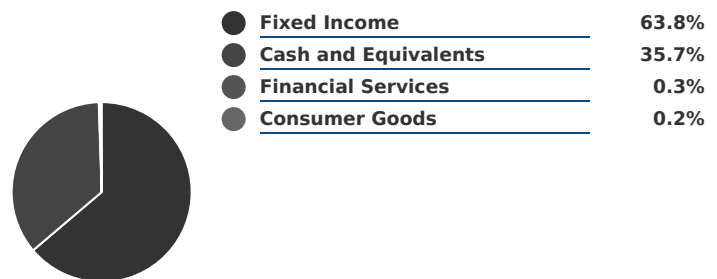 Fixed Income 63.8%
Cash and Equivalents 35.7%
Financial Services 0.3%
Consumer Goods 0.2%